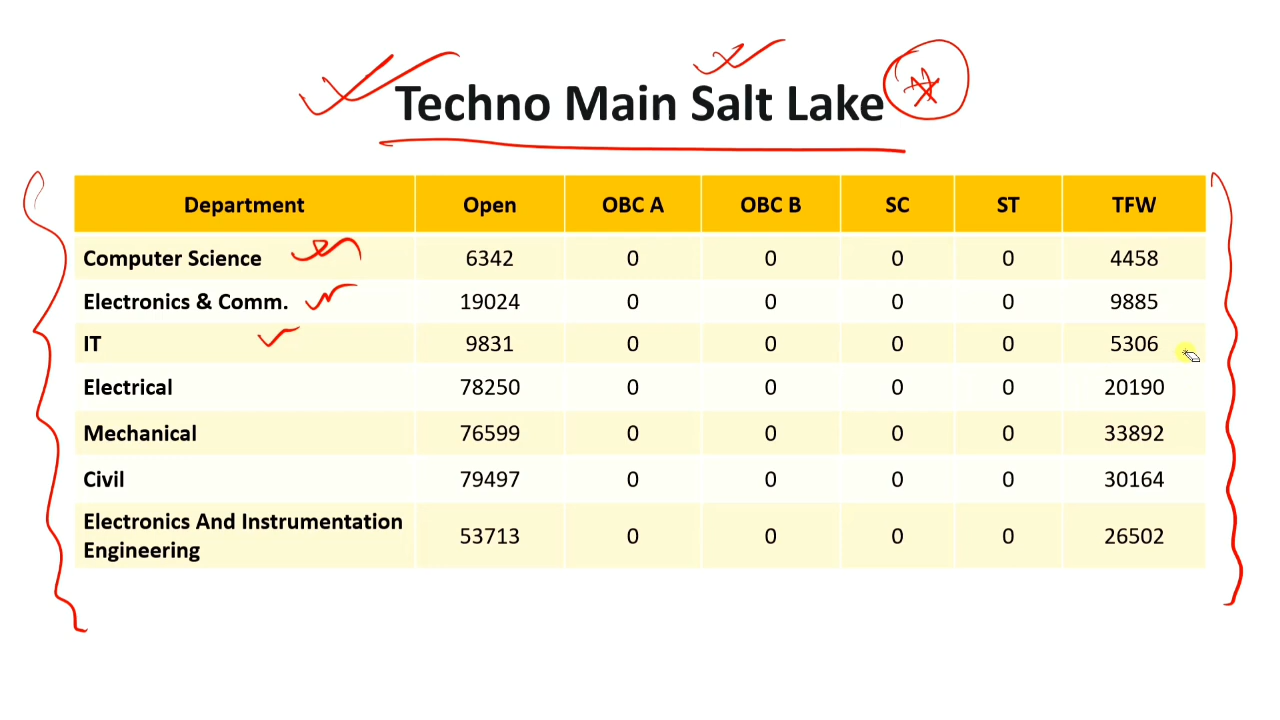 Techno Main Salt Lake
Department Open OBC A OBC B SC ST TFW
Computer Science 6342 0 0 0 0 4458
Electronics & Comm. 19024 0 0 0 0 9885
IT 9831 0 0 0 0 5306
Electrical 78250 0 0 0 0 20190
Mechanical 76599 0 0 0 0 33892
Civil 79497 0 0 0 0 30164
Electronics And Instrumentation
Engineering 53713 0 0 0 0 26502